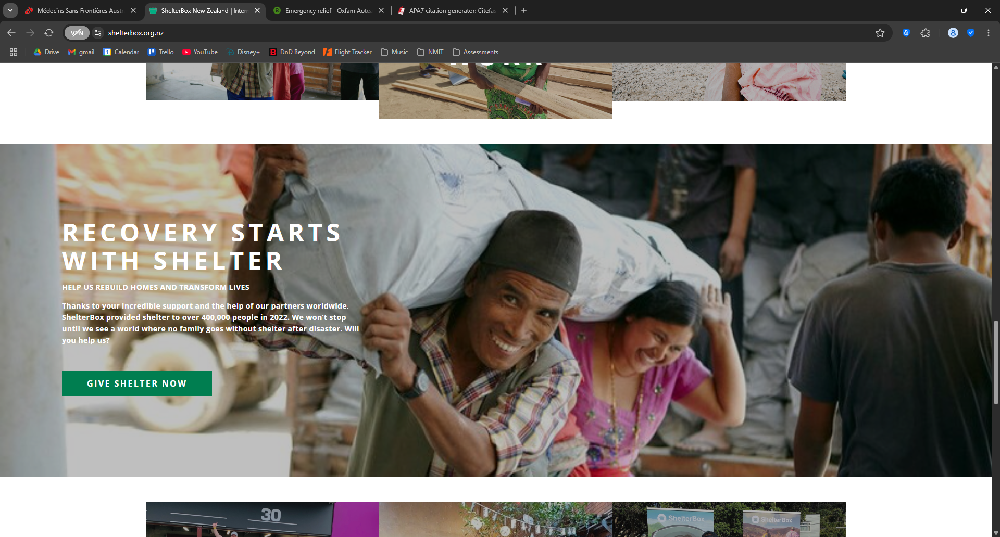 Médecins Sans Frontières Austr
ShelterBox New Zealand | Intern
Emergency relief - Oxfam Aotea
APA7 citation generator: Citefas
VPN
shelterbox.org.nz
Drive
gmail
Calendar
Trello
YouTube
Disney+
DnD Beyond
Flight Tracker
Music
NMIT
Assessments
WORK
RECOVERY STARTS
WITH SHELTER
HELP US REBUILD HOMES AND TRANSFORM LIVES
Thanks to your incredible support and the help of our partners worldwide,
ShelterBox provided shelter to over 400,000 people in 2022. We won't stop
until we see a world where no family goes without shelter after disaster. Will
you help us?
GIVE SHELTER NOW
30
ShelterBox
ShelterBox